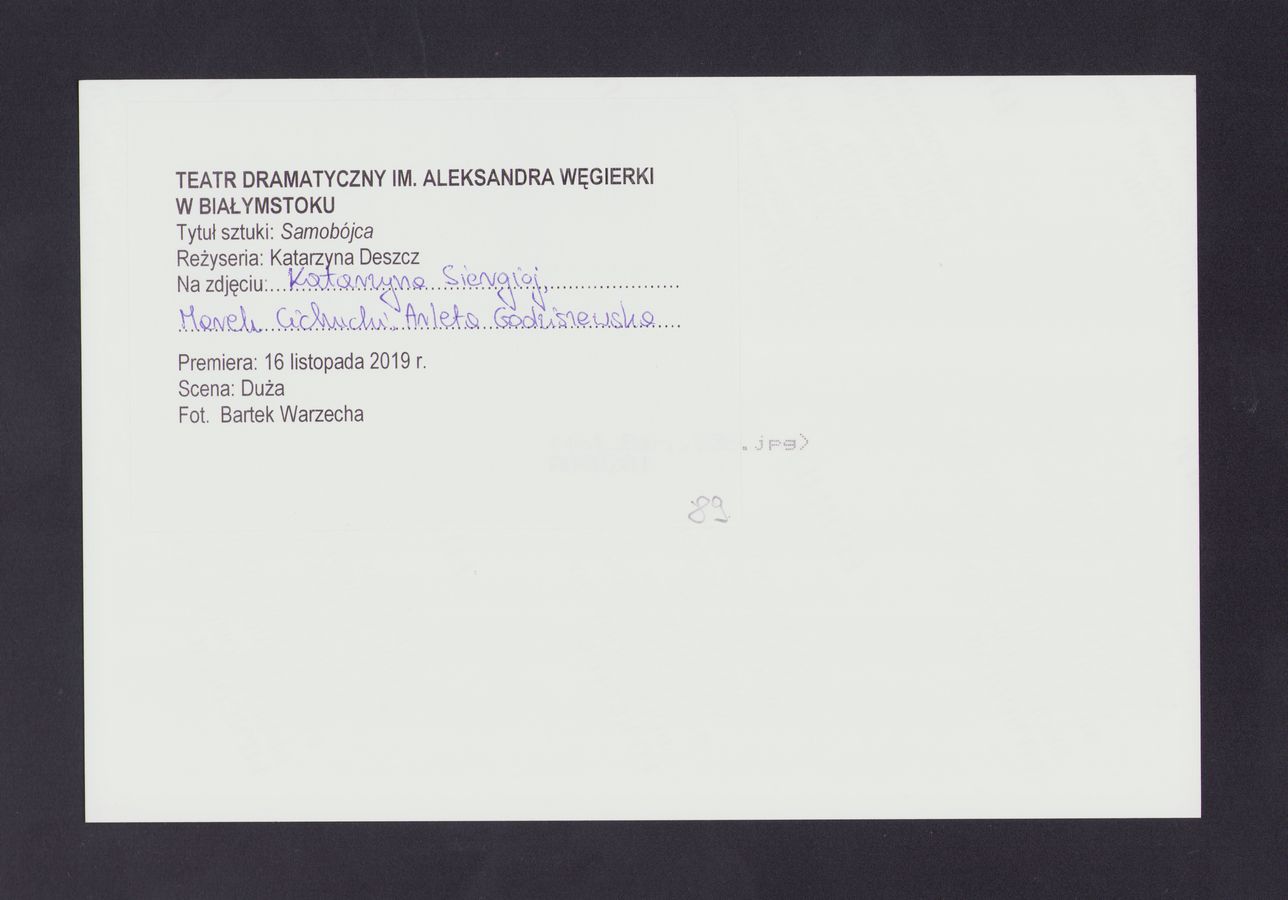 TEATR DRAMATYCZNY IM. ALEKSANDRA WĘGIERKI
W BIAŁYMSTOKU
Tytuł sztuki: Samobójca
Reżyseria: Katarzyna Deszcz
Na zdjęciu: Katarzyna Siergiej,
Marek Cichucki, Arleta Godziszewska
Premiera: 16 listopada 2019 r.
Scena: Duża
Fot. Bartek Warzecha
.jpg)
89